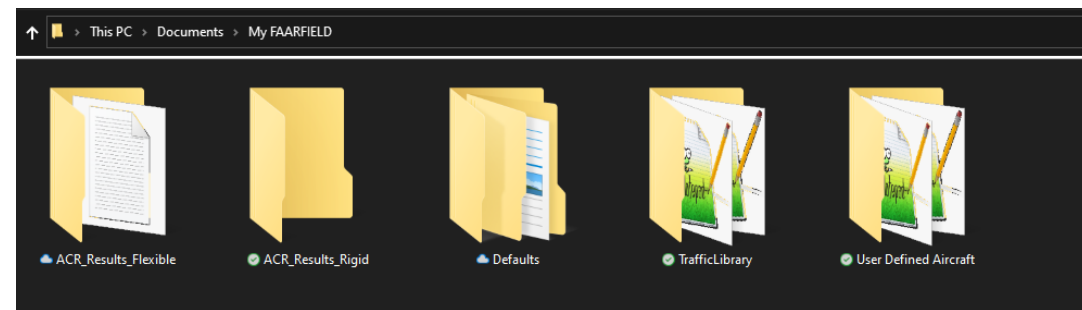 This PC > Documents > My FAARFIELD
ACR_Results_Flexible
ACR_Results_Rigid
Defaults
TrafficLibrary
User Defined Aircraft